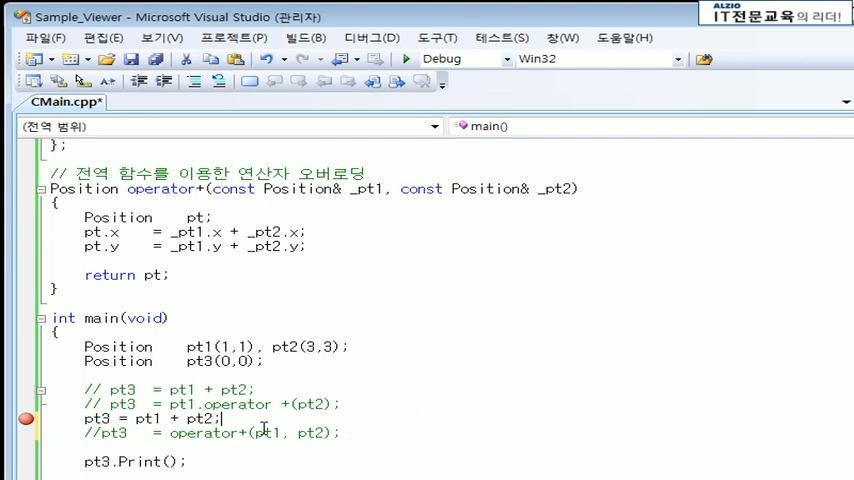 Sample_Viewer - Microsoft Visual Studio (관리자)
ALZIO
IT전문교육의 리더!
파일(F) 편집(E) 보기(V) 프로젝트(P) 빌드(B) 디버그(D) 도구(T) 테스트(S) 창(W) 도움말(H)
Debug Win32
CMain.cpp*
(전역 범위) main()
};
// 전역 함수를 이용한 연산자 오버로딩
Position operator+(const Position& _pt1, const Position& _pt2)
{
Position pt;
pt.x = _pt1.x + _pt2.x;
pt.y = _pt1.y + _pt2.y;
return pt;
}
int main(void)
{
Position pt1(1,1), pt2(3,3);
Position pt3(0,0);
// pt3 = pt1 + pt2;
// pt3 = pt1.operator +(pt2);
pt3 = pt1 + pt2;
//pt3 = operator+(pt1, pt2);
pt3.Print();